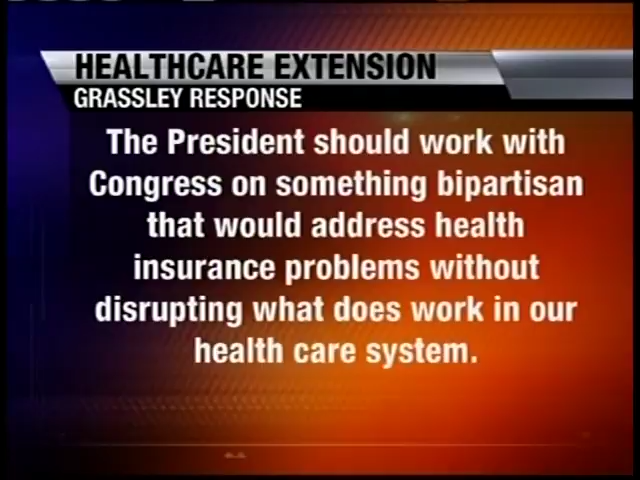 HEALTHCARE EXTENSION
GRASSLEY RESPONSE
The President should work with
Congress on something bipartisan
that would address health
insurance problems without
disrupting what does work in our
health care system.